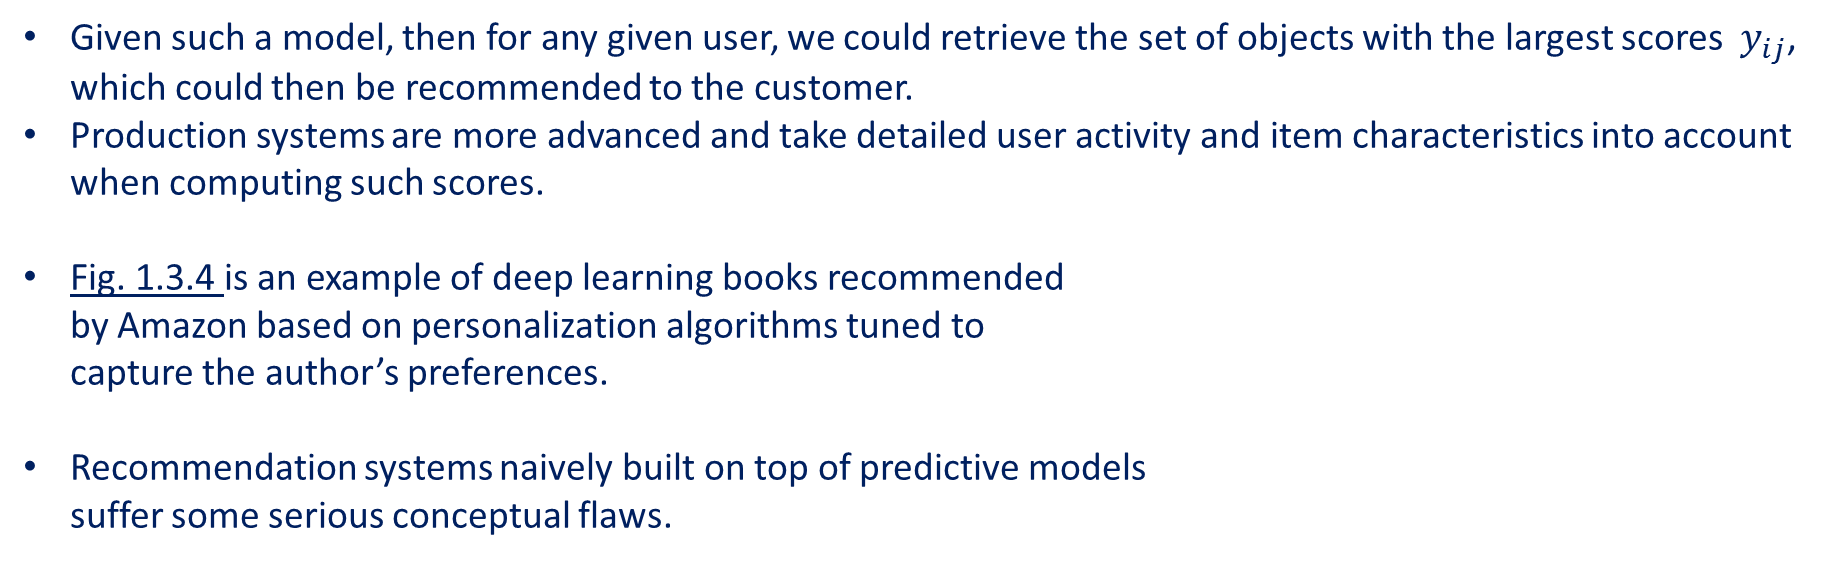 • Given such a model, then for any given user, we could retrieve the set of objects with the largest scores y_{ij},
which could then be recommended to the customer.
• Production systems are more advanced and take detailed user activity and item characteristics into account
when computing such scores.
• Fig. 1.3.4 is an example of deep learning books recommended
by Amazon based on personalization algorithms tuned to
capture the author’s preferences.
• Recommendation systems naively built on top of predictive models
suffer some serious conceptual flaws.